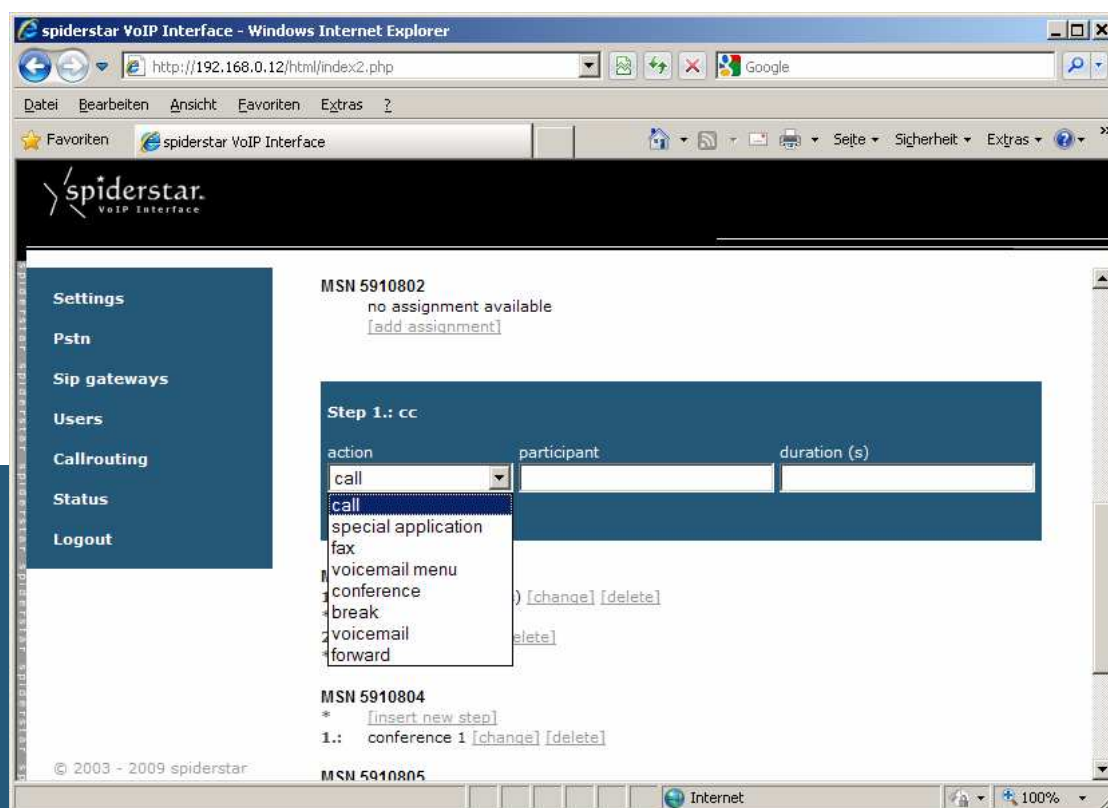 spiderstar VoIP Interface - Windows Internet Explorer
http://192.168.0.12/html/index2.php
Google
Datei Bearbeiten Ansicht Favoriten Extras ?
Favoriten spiderstar VoIP Interface Seite Sicherheit Extras
spiderstar.
VoIP Interface
Settings
Pstn
Sip gateways
Users
Callrouting
Status
Logout
MSN 5910802
no assignment available
[add assignment]
Step 1.: cc
action participant duration (s)
call
call
special application
fax
voicemail menu
conference
break
voicemail
forward
) [change] [delete]
MSN 5910804
* [insert new step]
1.: conference 1 [change] [delete]
MSN 5910805
© 2003 - 2009 spiderstar
Internet 100%